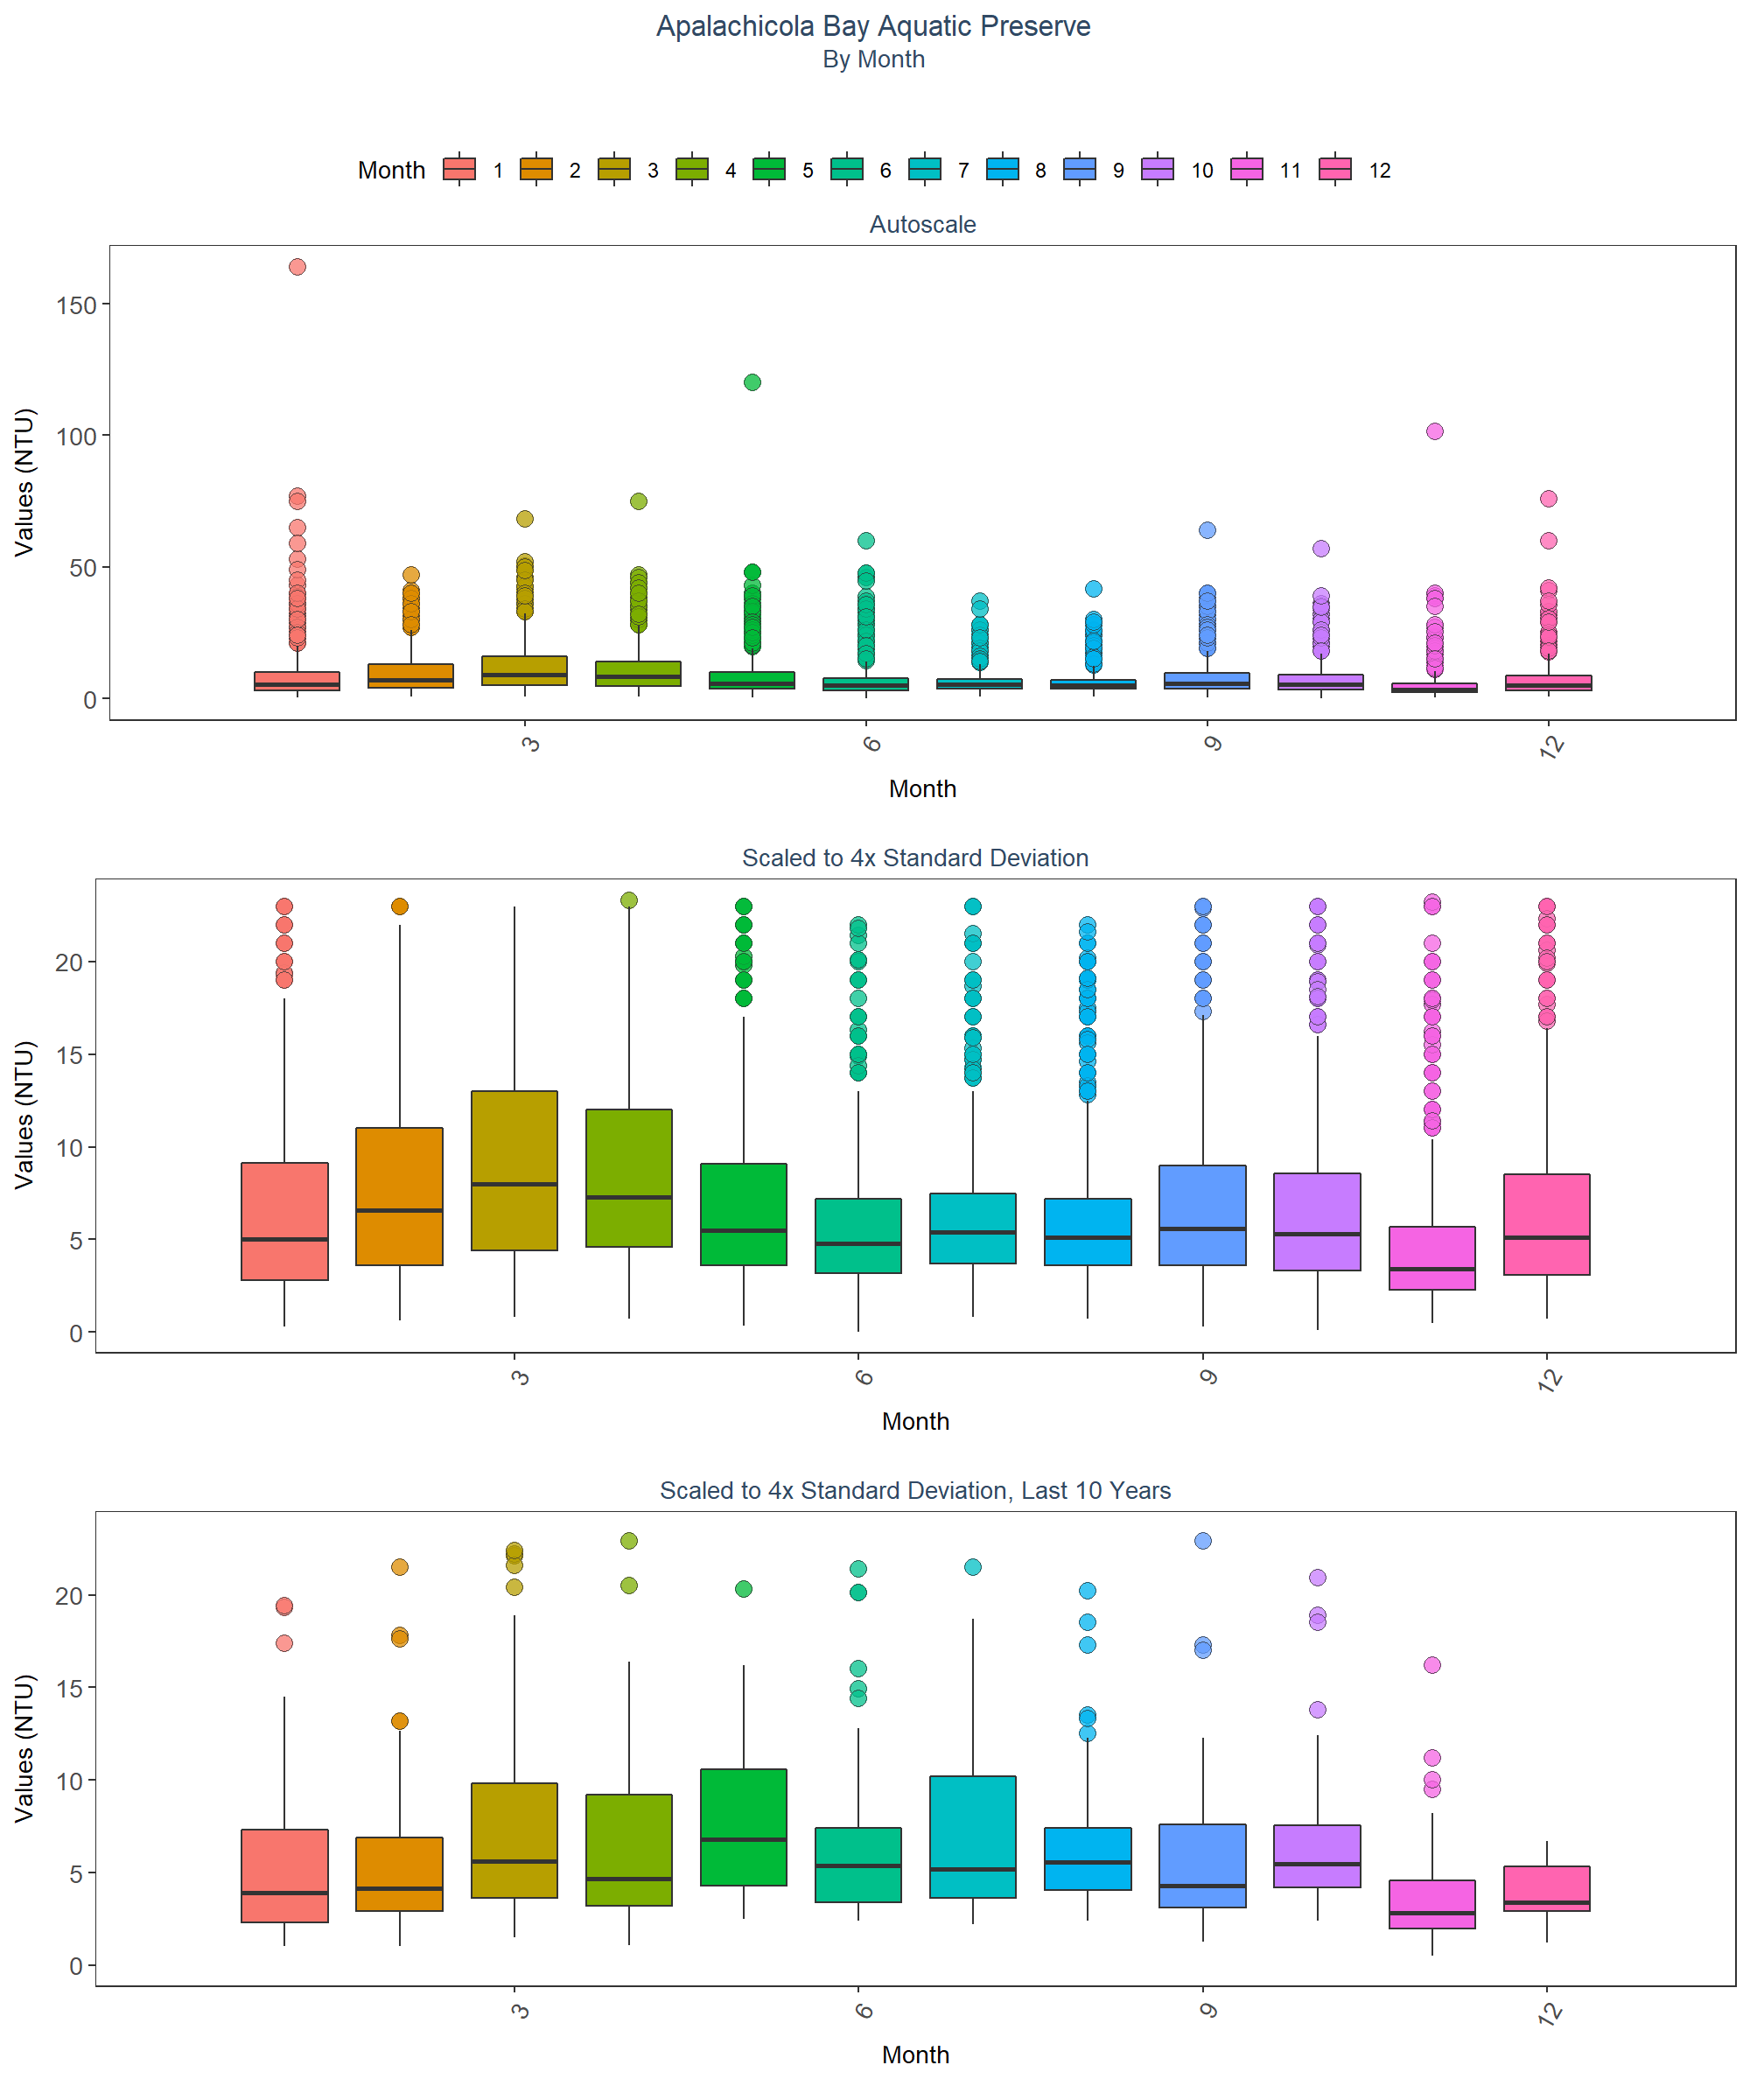 Apalachicola Bay Aquatic Preserve
By Month
Month 1 2 3 4 5 6 7 8 9 10 11 12
Autoscale
Values (NTU)
150
100
50
0
3 6 9 12
Month
Scaled to 4x Standard Deviation
Values (NTU)
20
15
10
5
0
3 6 9 12
Month
Scaled to 4x Standard Deviation, Last 10 Years
Values (NTU)
20
15
10
5
0
3 6 9 12
Month